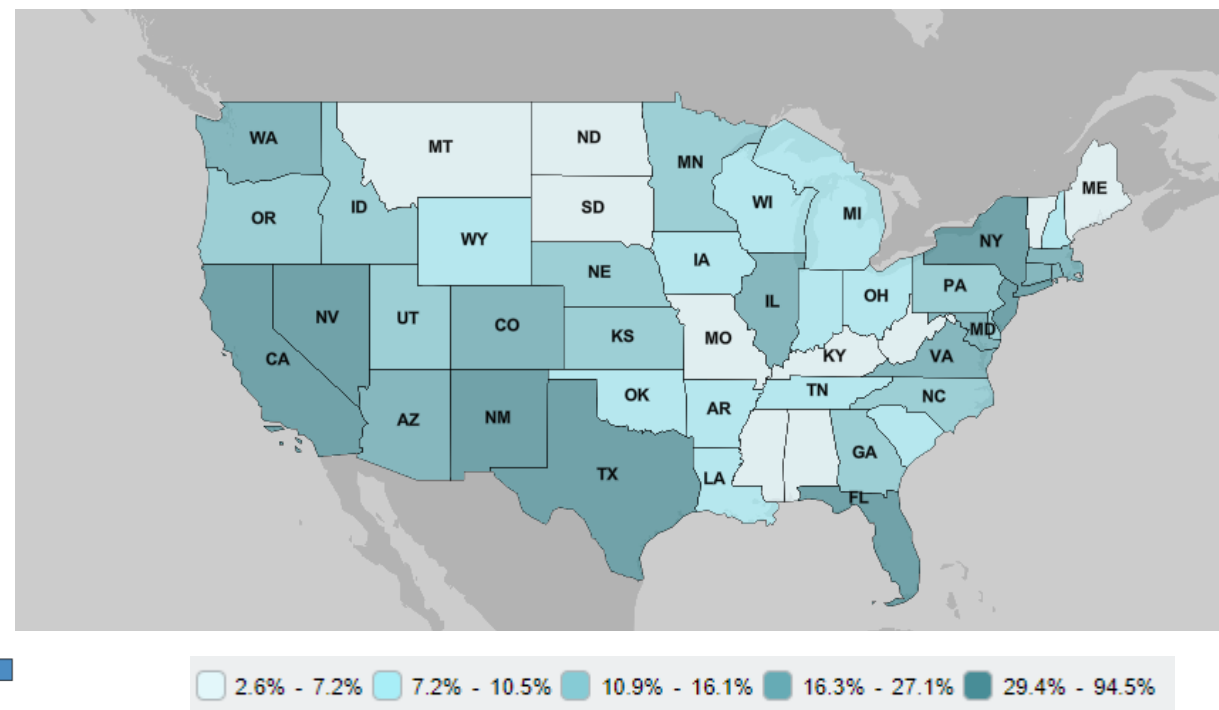 WA
MT
ND
MN
ME
OR
ID
SD
WI
MI
WY
NY
IA
NE
PA
OH
NV
UT
CO
IL
MD
KS
MO
KY
VA
CA
TN
NC
AZ
NM
OK
AR
GA
TX
LA
FL
2.6% - 7.2% 7.2% - 10.5% 10.9% - 16.1% 16.3% - 27.1% 29.4% - 94.5%